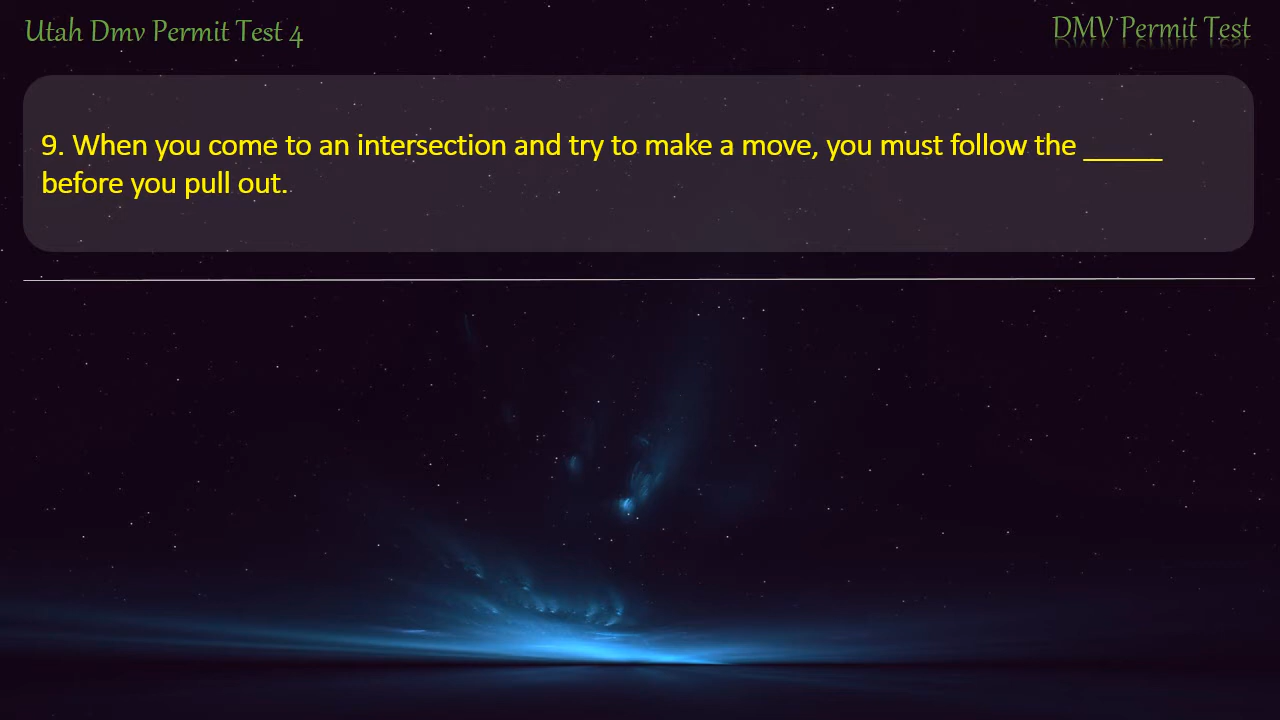 Utah Dmv Permit Test 4
DMV Permit Test
9. When you come to an intersection and try to make a move, you must follow the _____
before you pull out.